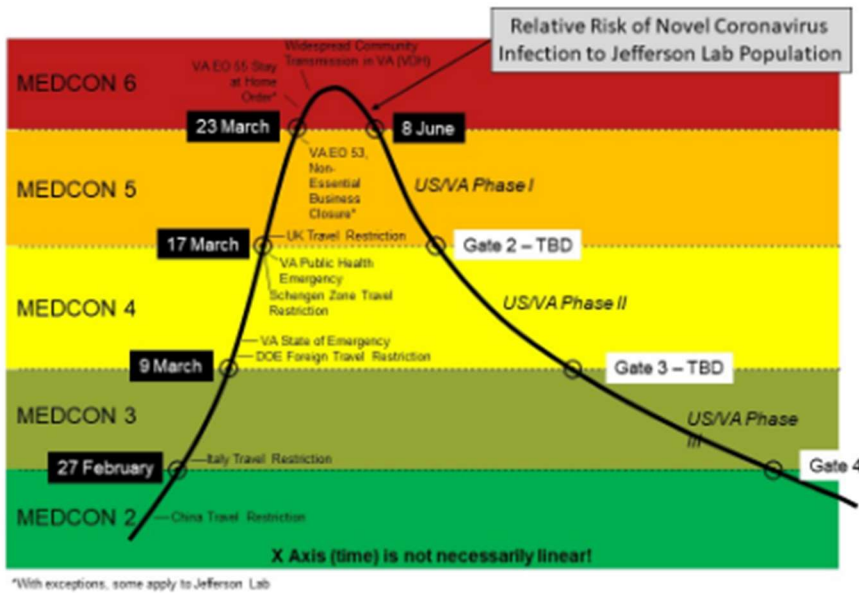 Relative Risk of Novel Coronavirus
Infection to Jefferson Lab Population
MEDCON 6
Widespread Community
Transmission in VA (VDH)
VA EO 55 Stay
at Home
Order*
23 March
8 June
MEDCON 5
VA EO 53,
Non-
Essential
Business
Closure*
US/VA Phase I
17 March
UK Travel Restriction
Gate 2 – TBD
MEDCON 4
VA Public Health
Emergency
Schengen Zone Travel
Restriction
US/VA Phase II
VA State of Emergency
DOE Foreign Travel Restriction
9 March
Gate 3 – TBD
MEDCON 3
US/VA Phase
III
27 February
Italy Travel Restriction
Gate 4
MEDCON 2
China Travel Restriction
X Axis (time) is not necessarily linear!
*With exceptions, some apply to Jefferson Lab